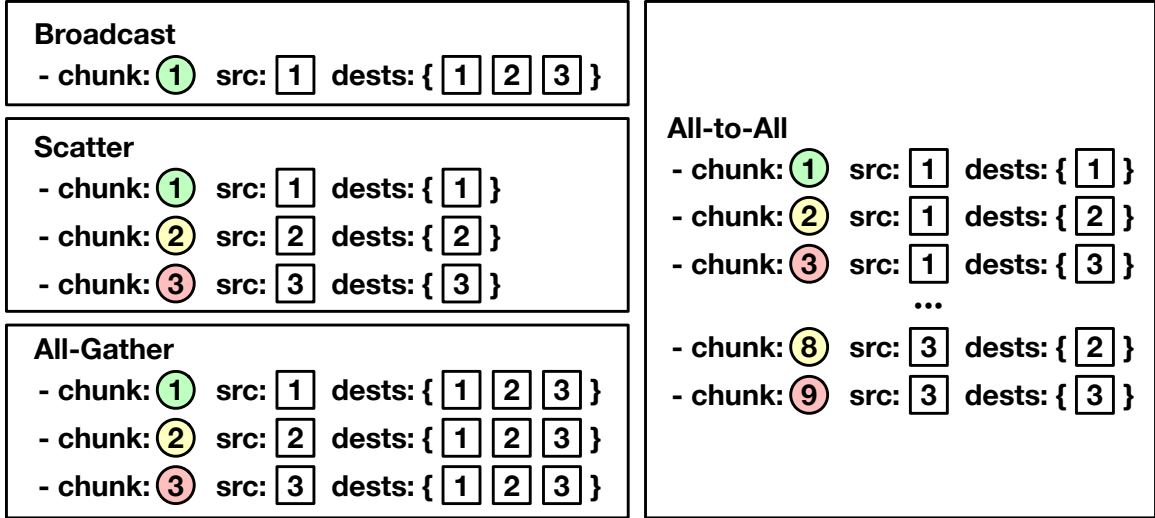 Broadcast
- chunk: 1 src: 1 dests: { 1 2 3 }
Scatter
- chunk: 1 src: 1 dests: { 1 }
- chunk: 2 src: 2 dests: { 2 }
- chunk: 3 src: 3 dests: { 3 }
All-Gather
- chunk: 1 src: 1 dests: { 1 2 3 }
- chunk: 2 src: 2 dests: { 1 2 3 }
- chunk: 3 src: 3 dests: { 1 2 3 }
All-to-All
- chunk: 1 src: 1 dests: { 1 }
- chunk: 2 src: 1 dests: { 2 }
- chunk: 3 src: 1 dests: { 3 }
...
- chunk: 8 src: 3 dests: { 2 }
- chunk: 9 src: 3 dests: { 3 }